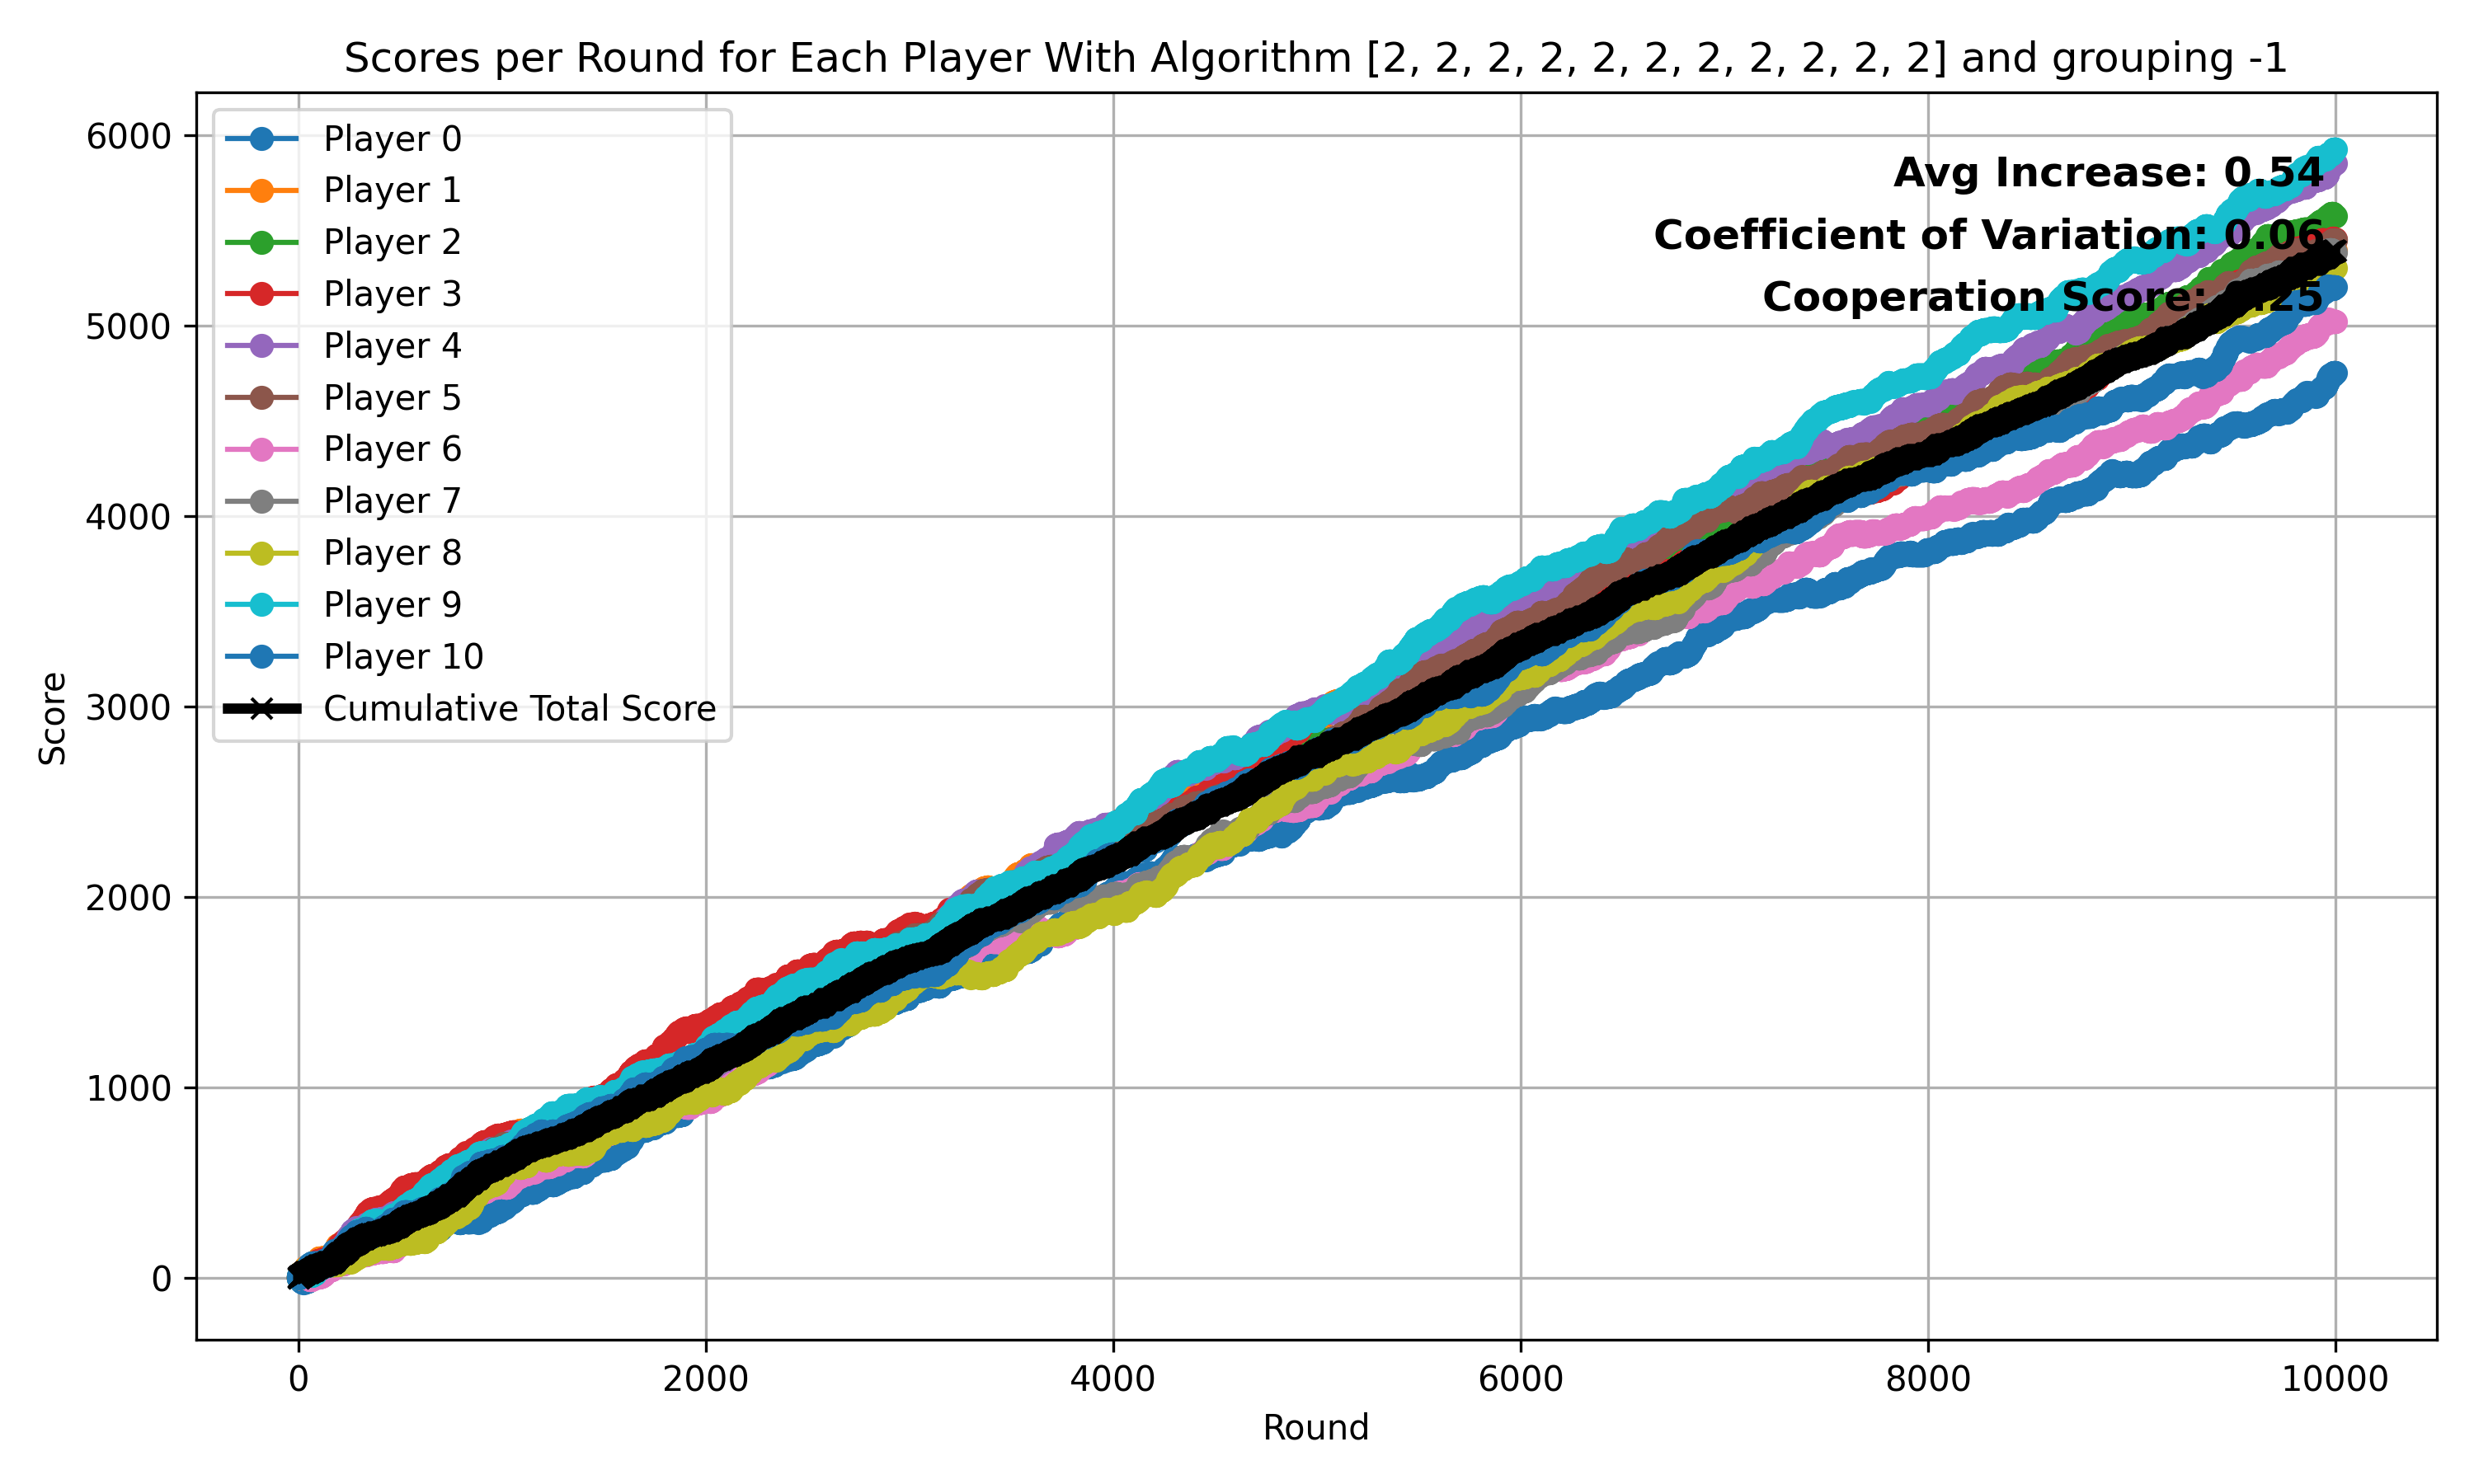 Scores per Round for Each Player With Algorithm [2, 2, 2, 2, 2, 2, 2, 2, 2, 2, 2] and grouping -1
Player 0
Player 1
Player 2
Player 3
Player 4
Player 5
Player 6
Player 7
Player 8
Player 9
Player 10
Cumulative Total Score
Avg Increase: 0.54
Coefficient of Variation: 0.06
Cooperation Score:
6000
5000
4000
3000
2000
1000
0
Score
0
2000
4000
6000
8000
10000
Round